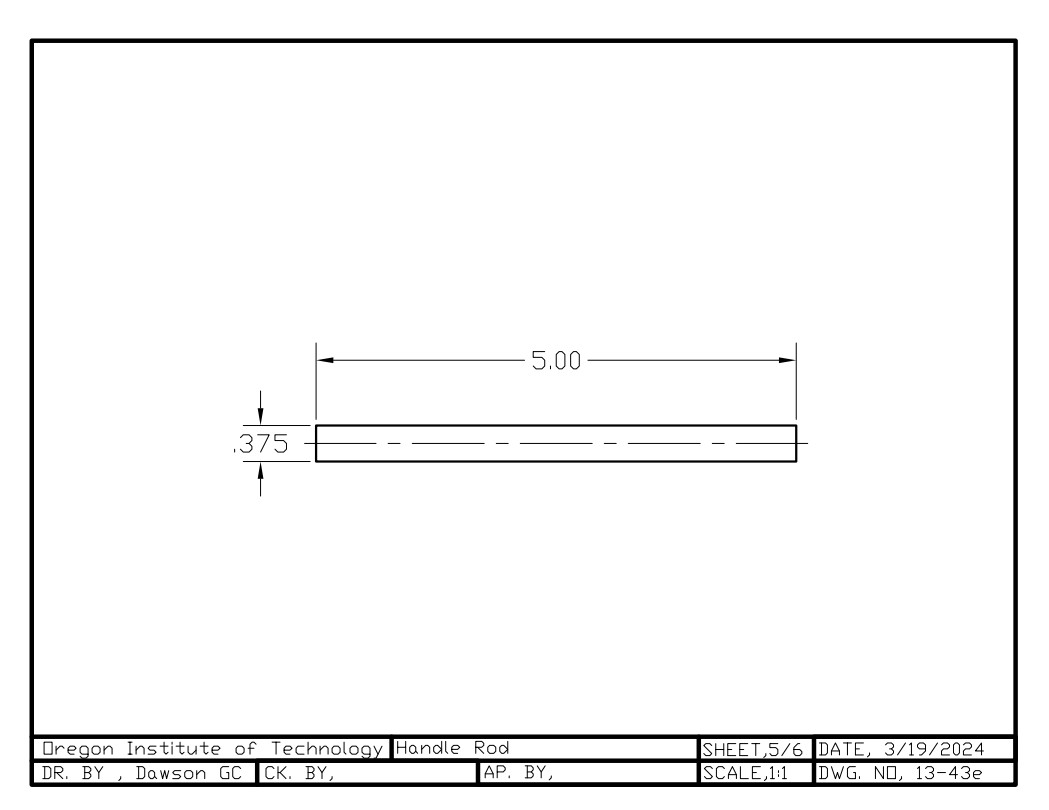 5.00
.375
Oregon Institute of Technology Handle Rod SHEET,5/6 DATE, 3/19/2024
DR. BY , Dawson GC CK. BY, AP. BY, SCALE,1:1 DWG. NO, 13-43e